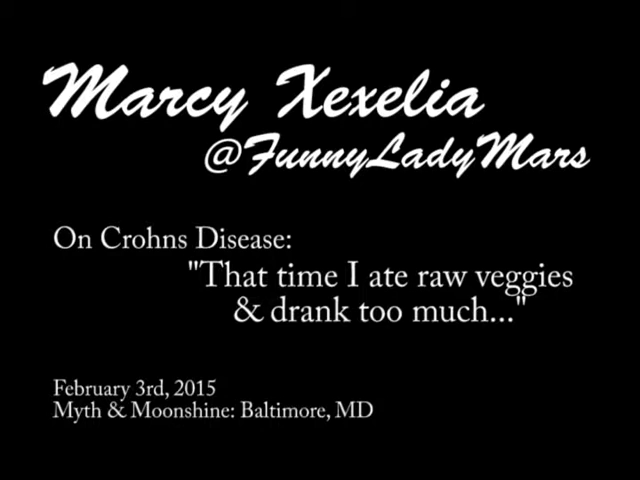 Marcy Xexelia
@FunnyLadyMars
On Crohns Disease:
"That time I ate raw veggies
& drank too much..."
February 3rd, 2015
Myth & Moonshine: Baltimore, MD